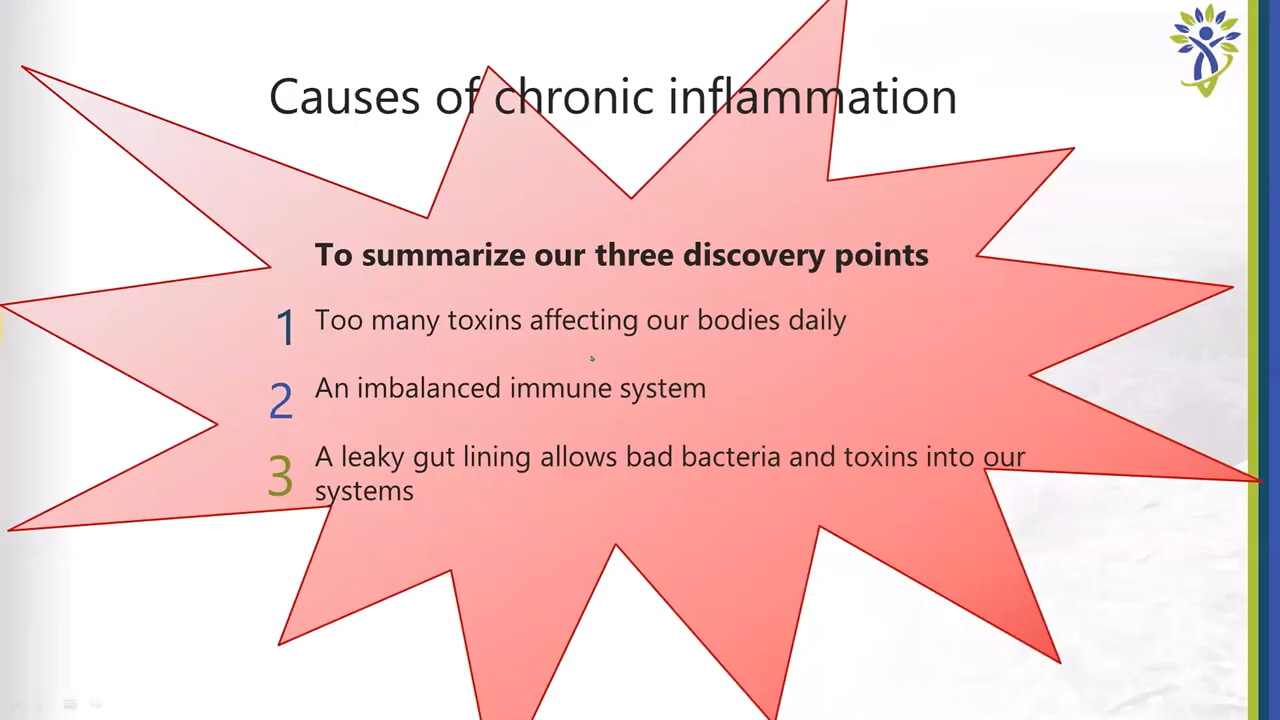 Causes of chronic inflammation
To summarize our three discovery points
1 Too many toxins affecting our bodies daily
2 An imbalanced immune system
3 A leaky gut lining allows bad bacteria and toxins into our
systems